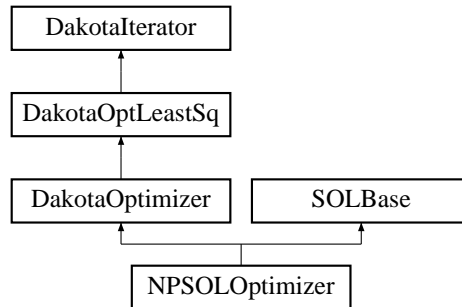 DakotaIterator
DakotaOptLeastSq
DakotaOptimizer
SOLBase
NPSOLOptimizer